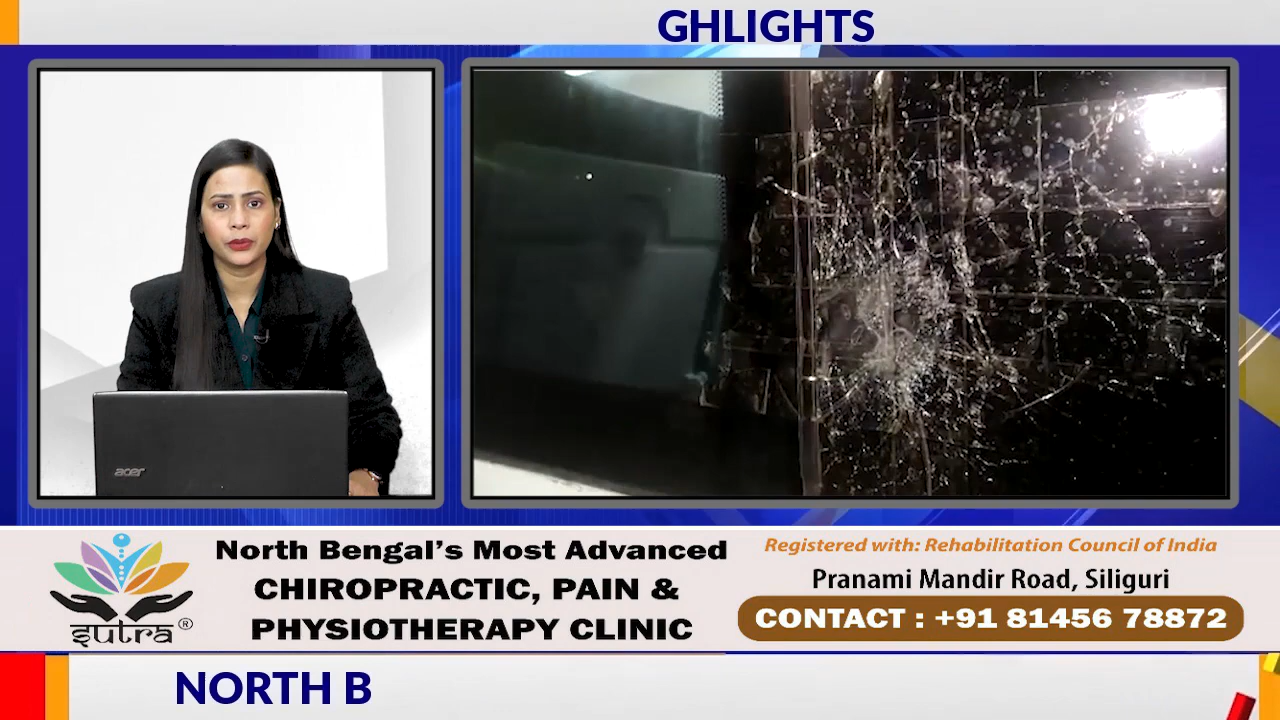 GHLIGHTS
acer
sutra®
North Bengal's Most Advanced
CHIROPRACTIC, PAIN &
PHYSIOTHERAPY CLINIC
Registered with: Rehabilitation Council of India
Pranami Mandir Road, Siliguri
CONTACT : +91 81456 78872
NORTH B